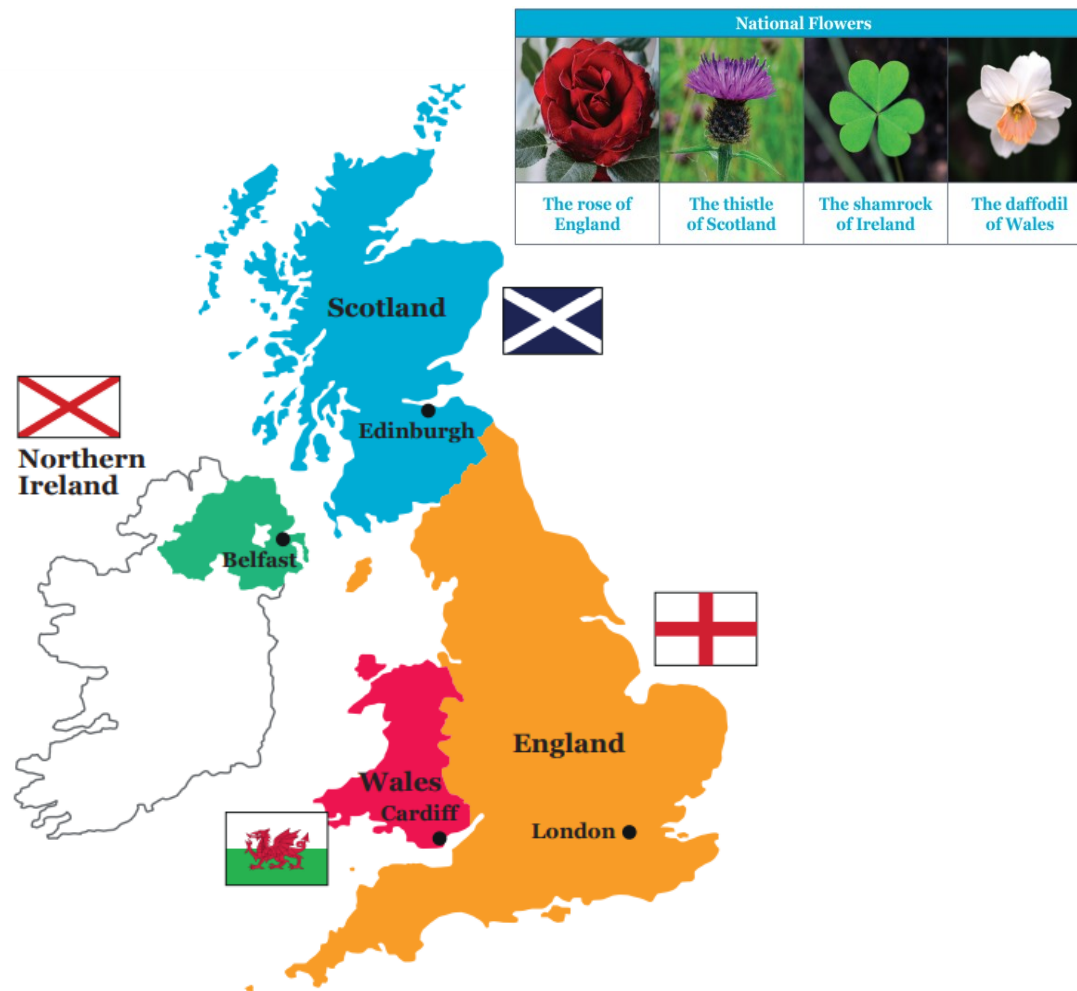 National Flowers
The rose of
England
The thistle
of Scotland
The shamrock
of Ireland
The daffodil
of Wales
Scotland
Edinburgh
Northern
Ireland
Belfast
England
Wales
Cardiff
London